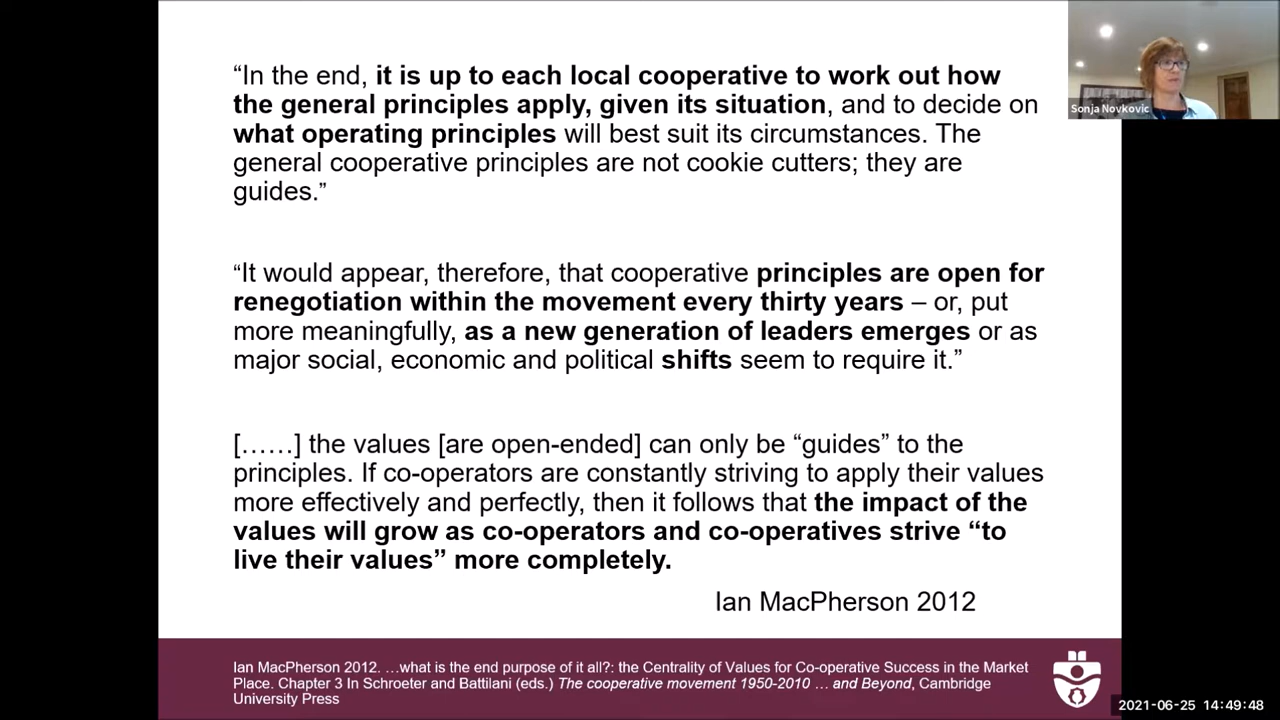 “In the end, it is up to each local cooperative to work out how
the general principles apply, given its situation, and to decide on
what operating principles will best suit its circumstances. The
general cooperative principles are not cookie cutters; they are
guides.”
“It would appear, therefore, that cooperative principles are open for
renegotiation within the movement every thirty years – or, put
more meaningfully, as a new generation of leaders emerges or as
major social, economic and political shifts seem to require it.”
[……] the values [are open-ended] can only be “guides” to the
principles. If co-operators are constantly striving to apply their values
more effectively and perfectly, then it follows that the impact of the
values will grow as co-operators and co-operatives strive “to
live their values” more completely.
Ian MacPherson 2012
Ian MacPherson 2012. …what is the end purpose of it all?: the Centrality of Values for Co-operative Success in the Market
Place. Chapter 3 In Schroeter and Battilani (eds.) The cooperative movement 1950-2010 … and Beyond, Cambridge
University Press
Sonja Novkovic
2021-06-25 14:49:48